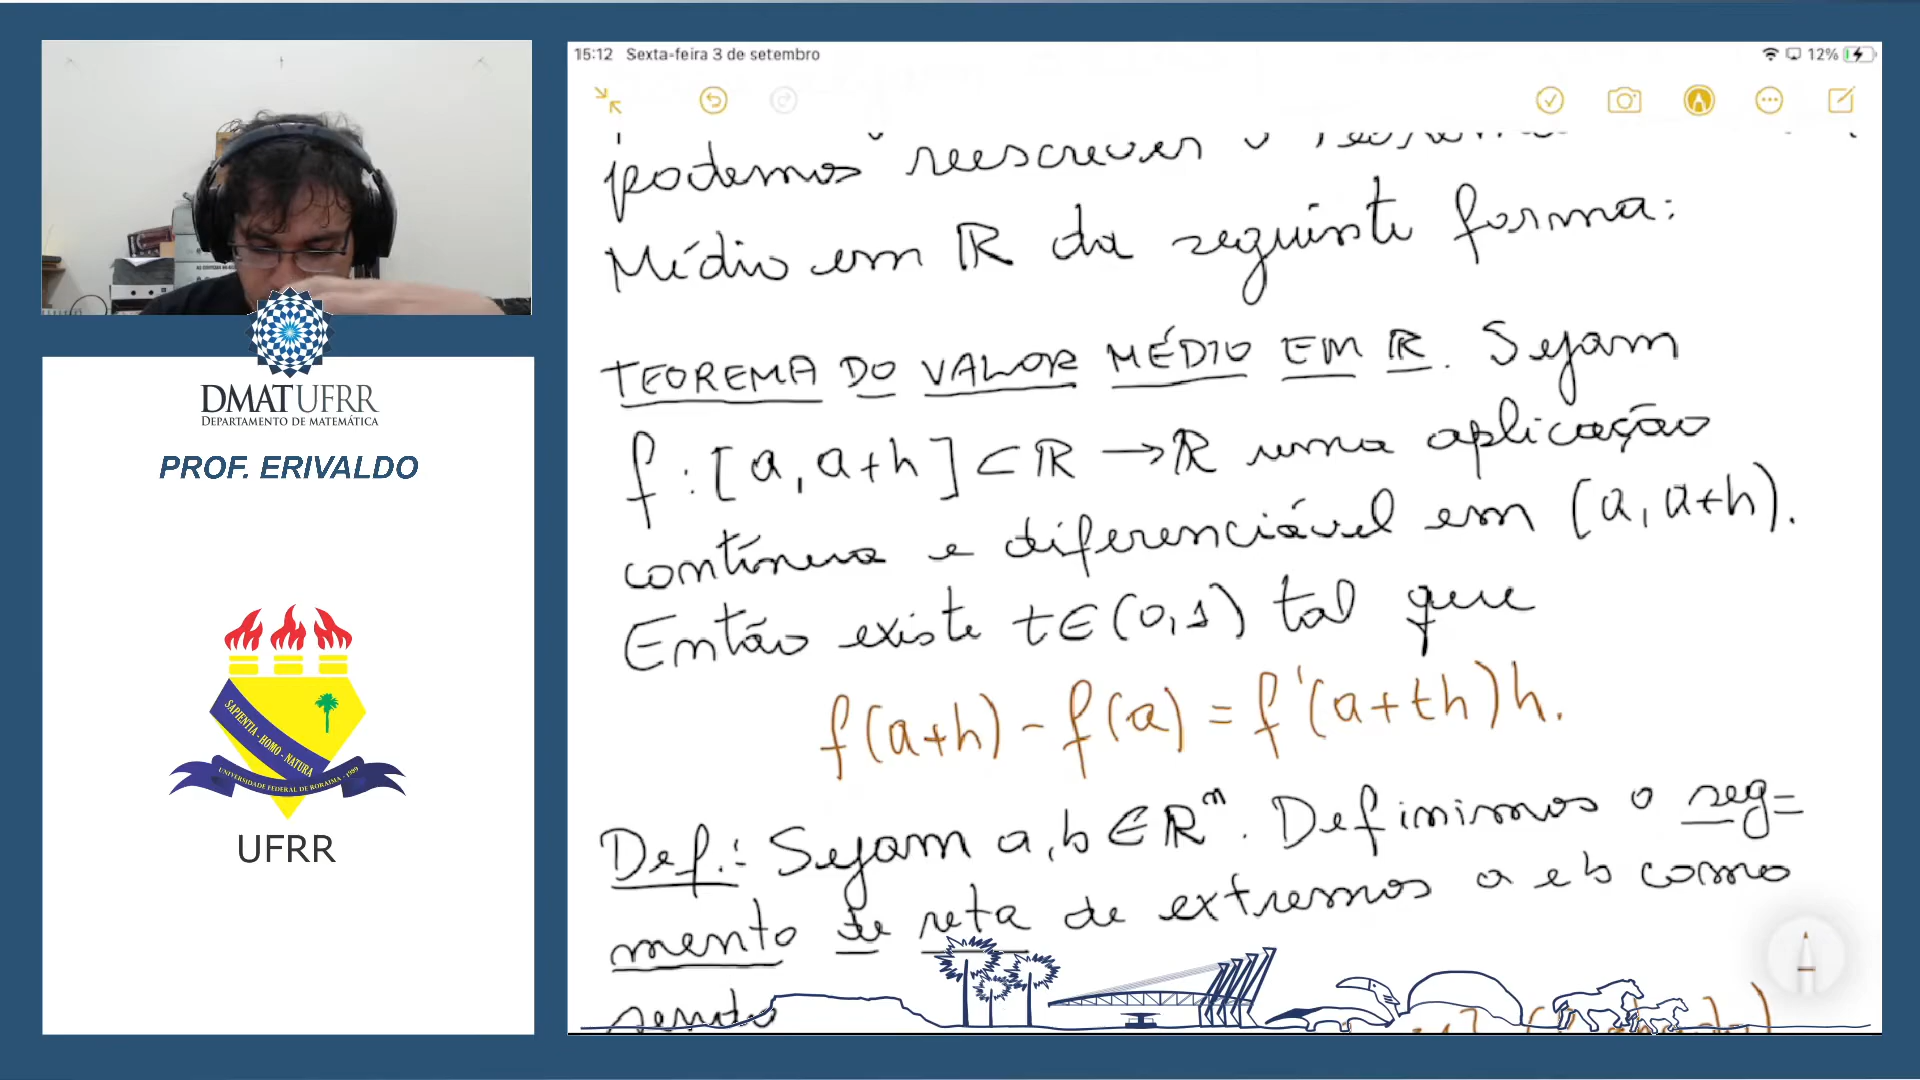 15:12 Sexta-feira 3 de setembro
12%
podemos reescrever o
Médio em ℝ da seguinte forma:
TEOREMA DO VALOR MÉDIO EM ℝ. Sejam
f:[a,a+h]⊂ℝ→ℝ uma aplicação
contínua e diferenciável em (a,a+h).
Então existe t∈(0,1) tal que
f(a+h)-f(a)=f'(a+th)h.
Def.: Sejam a,b∈ℝⁿ. Definimos o seg=
mento de reta de extremos a e b como
sendo
DMATUFRR
DEPARTAMENTO DE MATEMÁTICA
PROF. ERIVALDO
SAPIENTIA - HOMO - NATURA
UNIVERSIDADE FEDERAL DE RORAIMA - 1989
UFRR